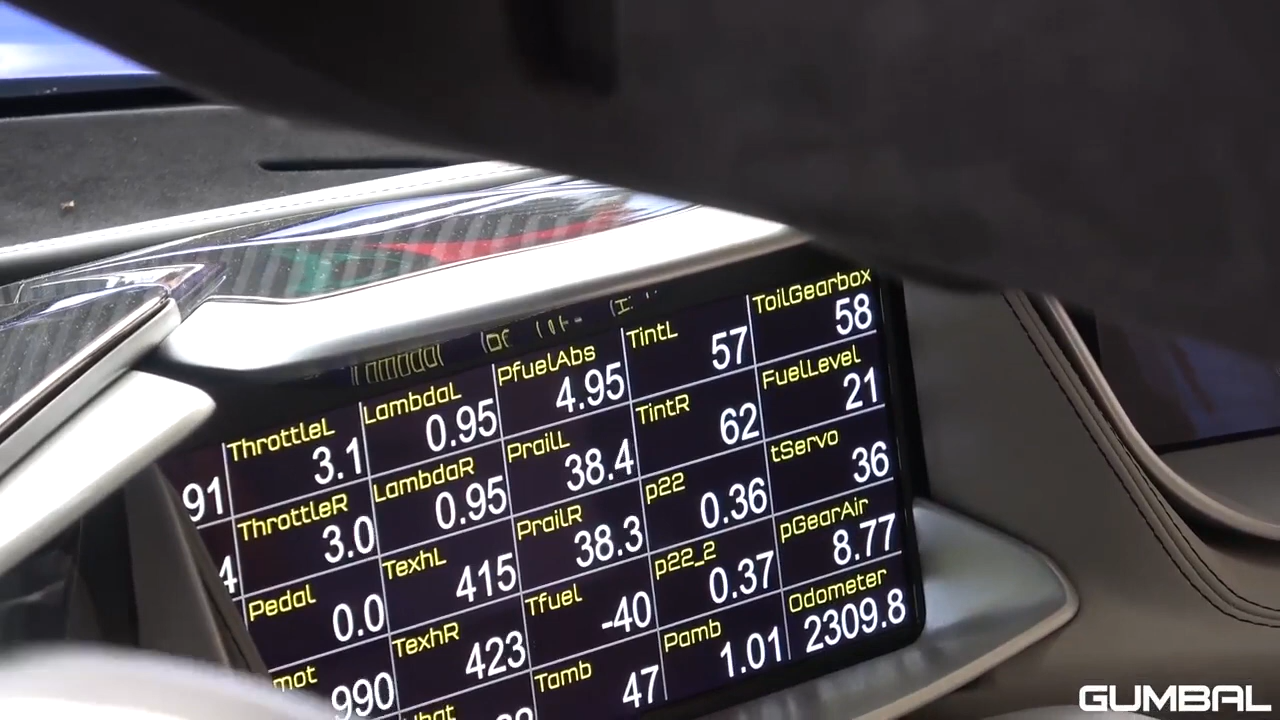 ToilGearbox
58
TintL
57
PfuelAbs
4.95
LambdaL
0.95
ThrottleL
3.1
91
FuelLevel
21
TintR
62
PrailL
38.4
LambdaR
0.95
ThrottleR
3.0
4
tServo
36
p22
0.36
PrailR
38.3
TexhL
415
Pedal
0.0
pGearAir
8.77
p22_2
0.37
Tfuel
-40
TexhR
423
990
Odometer
2309.8
Pamb
1.01
Tamb
47
GUMBAL